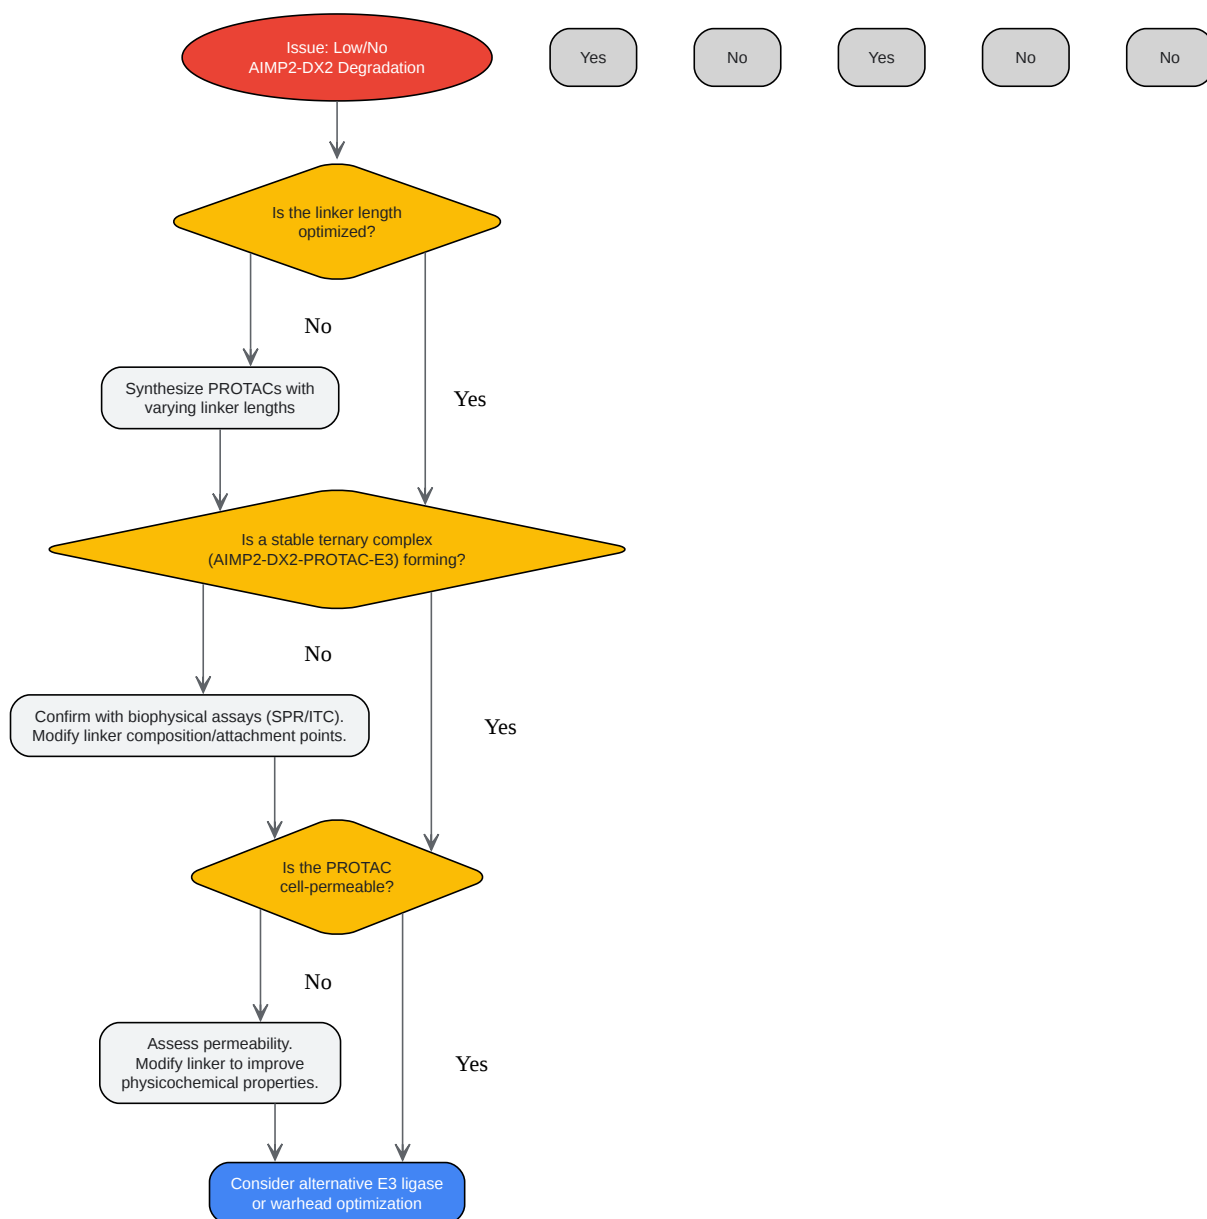 Issue: Low/No
AIMP2-DX2 Degradation
Yes
No
Yes
No
No
Is the linker length
optimized?
No
Synthesize PROTACs with
varying linker lengths
Yes
Is a stable ternary complex
(AIMP2-DX2-PROTAC-E3) forming?
No
Confirm with biophysical assays (SPR/ITC).
Modify linker composition/attachment points.
Yes
Is the PROTAC
cell-permeable?
No
Assess permeability.
Modify linker to improve
physicochemical properties.
Yes
Consider alternative E3 ligase
or warhead optimization